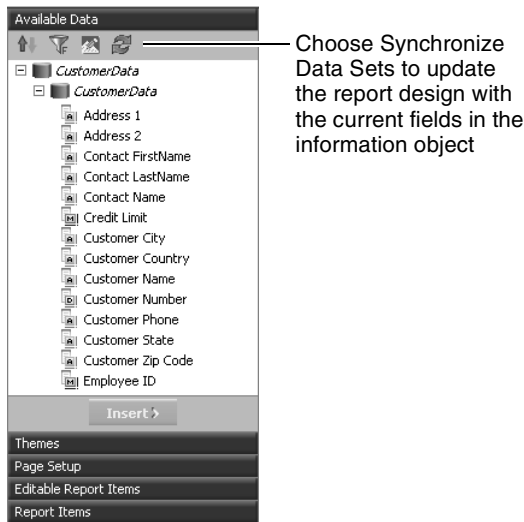 Available Data
Choose Synchronize
Data Sets to update
the report design with
the current fields in the
information object
CustomerData
CustomerData
Address 1
Address 2
Contact FirstName
Contact LastName
Contact Name
Credit Limit
Customer City
Customer Country
Customer Name
Customer Number
Customer Phone
Customer State
Customer Zip Code
Employee ID
Insert
Themes
Page Setup
Editable Report Items
Report Items